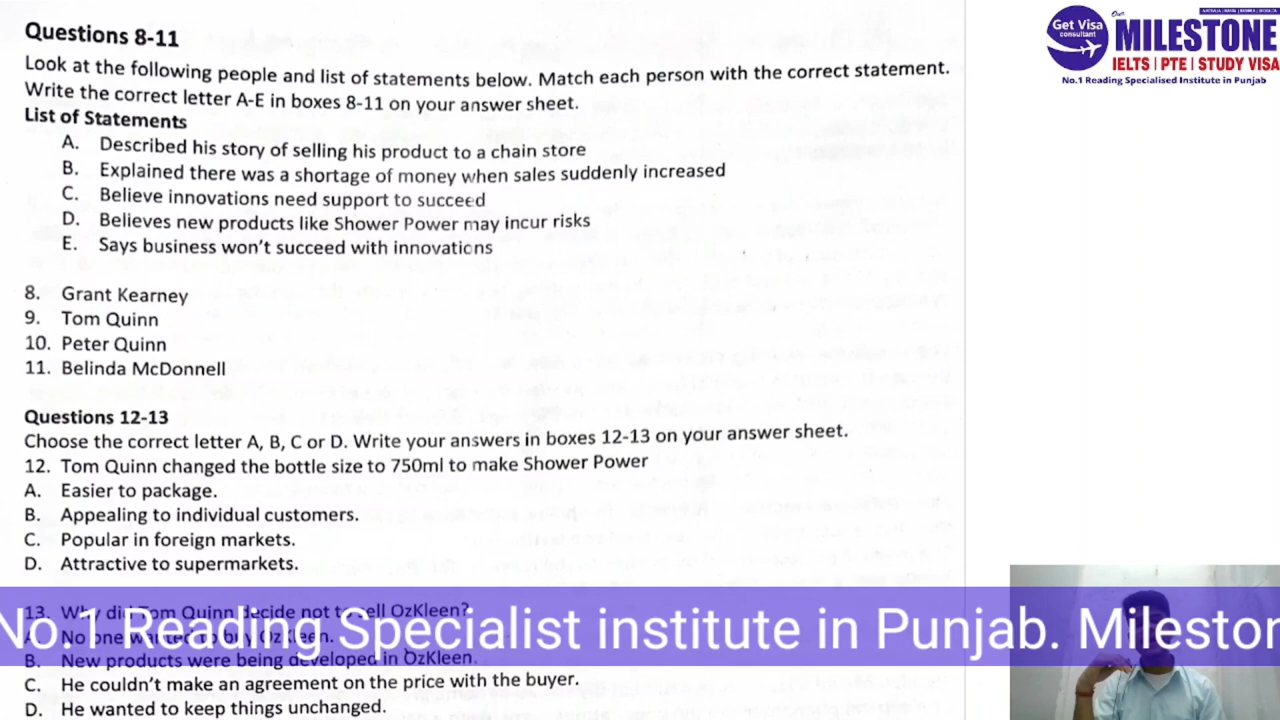 Questions 8-11
Look at the following people and list of statements below. Match each person with the correct statement.
Write the correct letter A-E in boxes 8-11 on your answer sheet.
List of Statements
A. Described his story of selling his product to a chain store
B. Explained there was a shortage of money when sales suddenly increased
C. Believe innovations need support to succeed
D. Believes new products like Shower Power may incur risks
E. Says business won't succeed with innovations
8. Grant Kearney
9. Tom Quinn
10. Peter Quinn
11. Belinda McDonnell
Questions 12-13
Choose the correct letter A, B, C or D. Write your answers in boxes 12-13 on your answer sheet.
12. Tom Quinn changed the bottle size to 750ml to make Shower Power
A. Easier to package.
B. Appealing to individual customers.
C. Popular in foreign markets.
D. Attractive to supermarkets.
13. Why did Tom Quinn decide not to sell OzKleen?
A. No one wanted to buy OzKleen.
B. New products were being developed in OzKleen.
C. He couldn't make an agreement on the price with the buyer.
D. He wanted to keep things unchanged.
No.1 Reading Specialist institute in Punjab. Mileston
Get Visa
consultant
Our
MILESTONE
IELTS | PTE | STUDY VISA
No.1 Reading Specialised Institute in Punjab